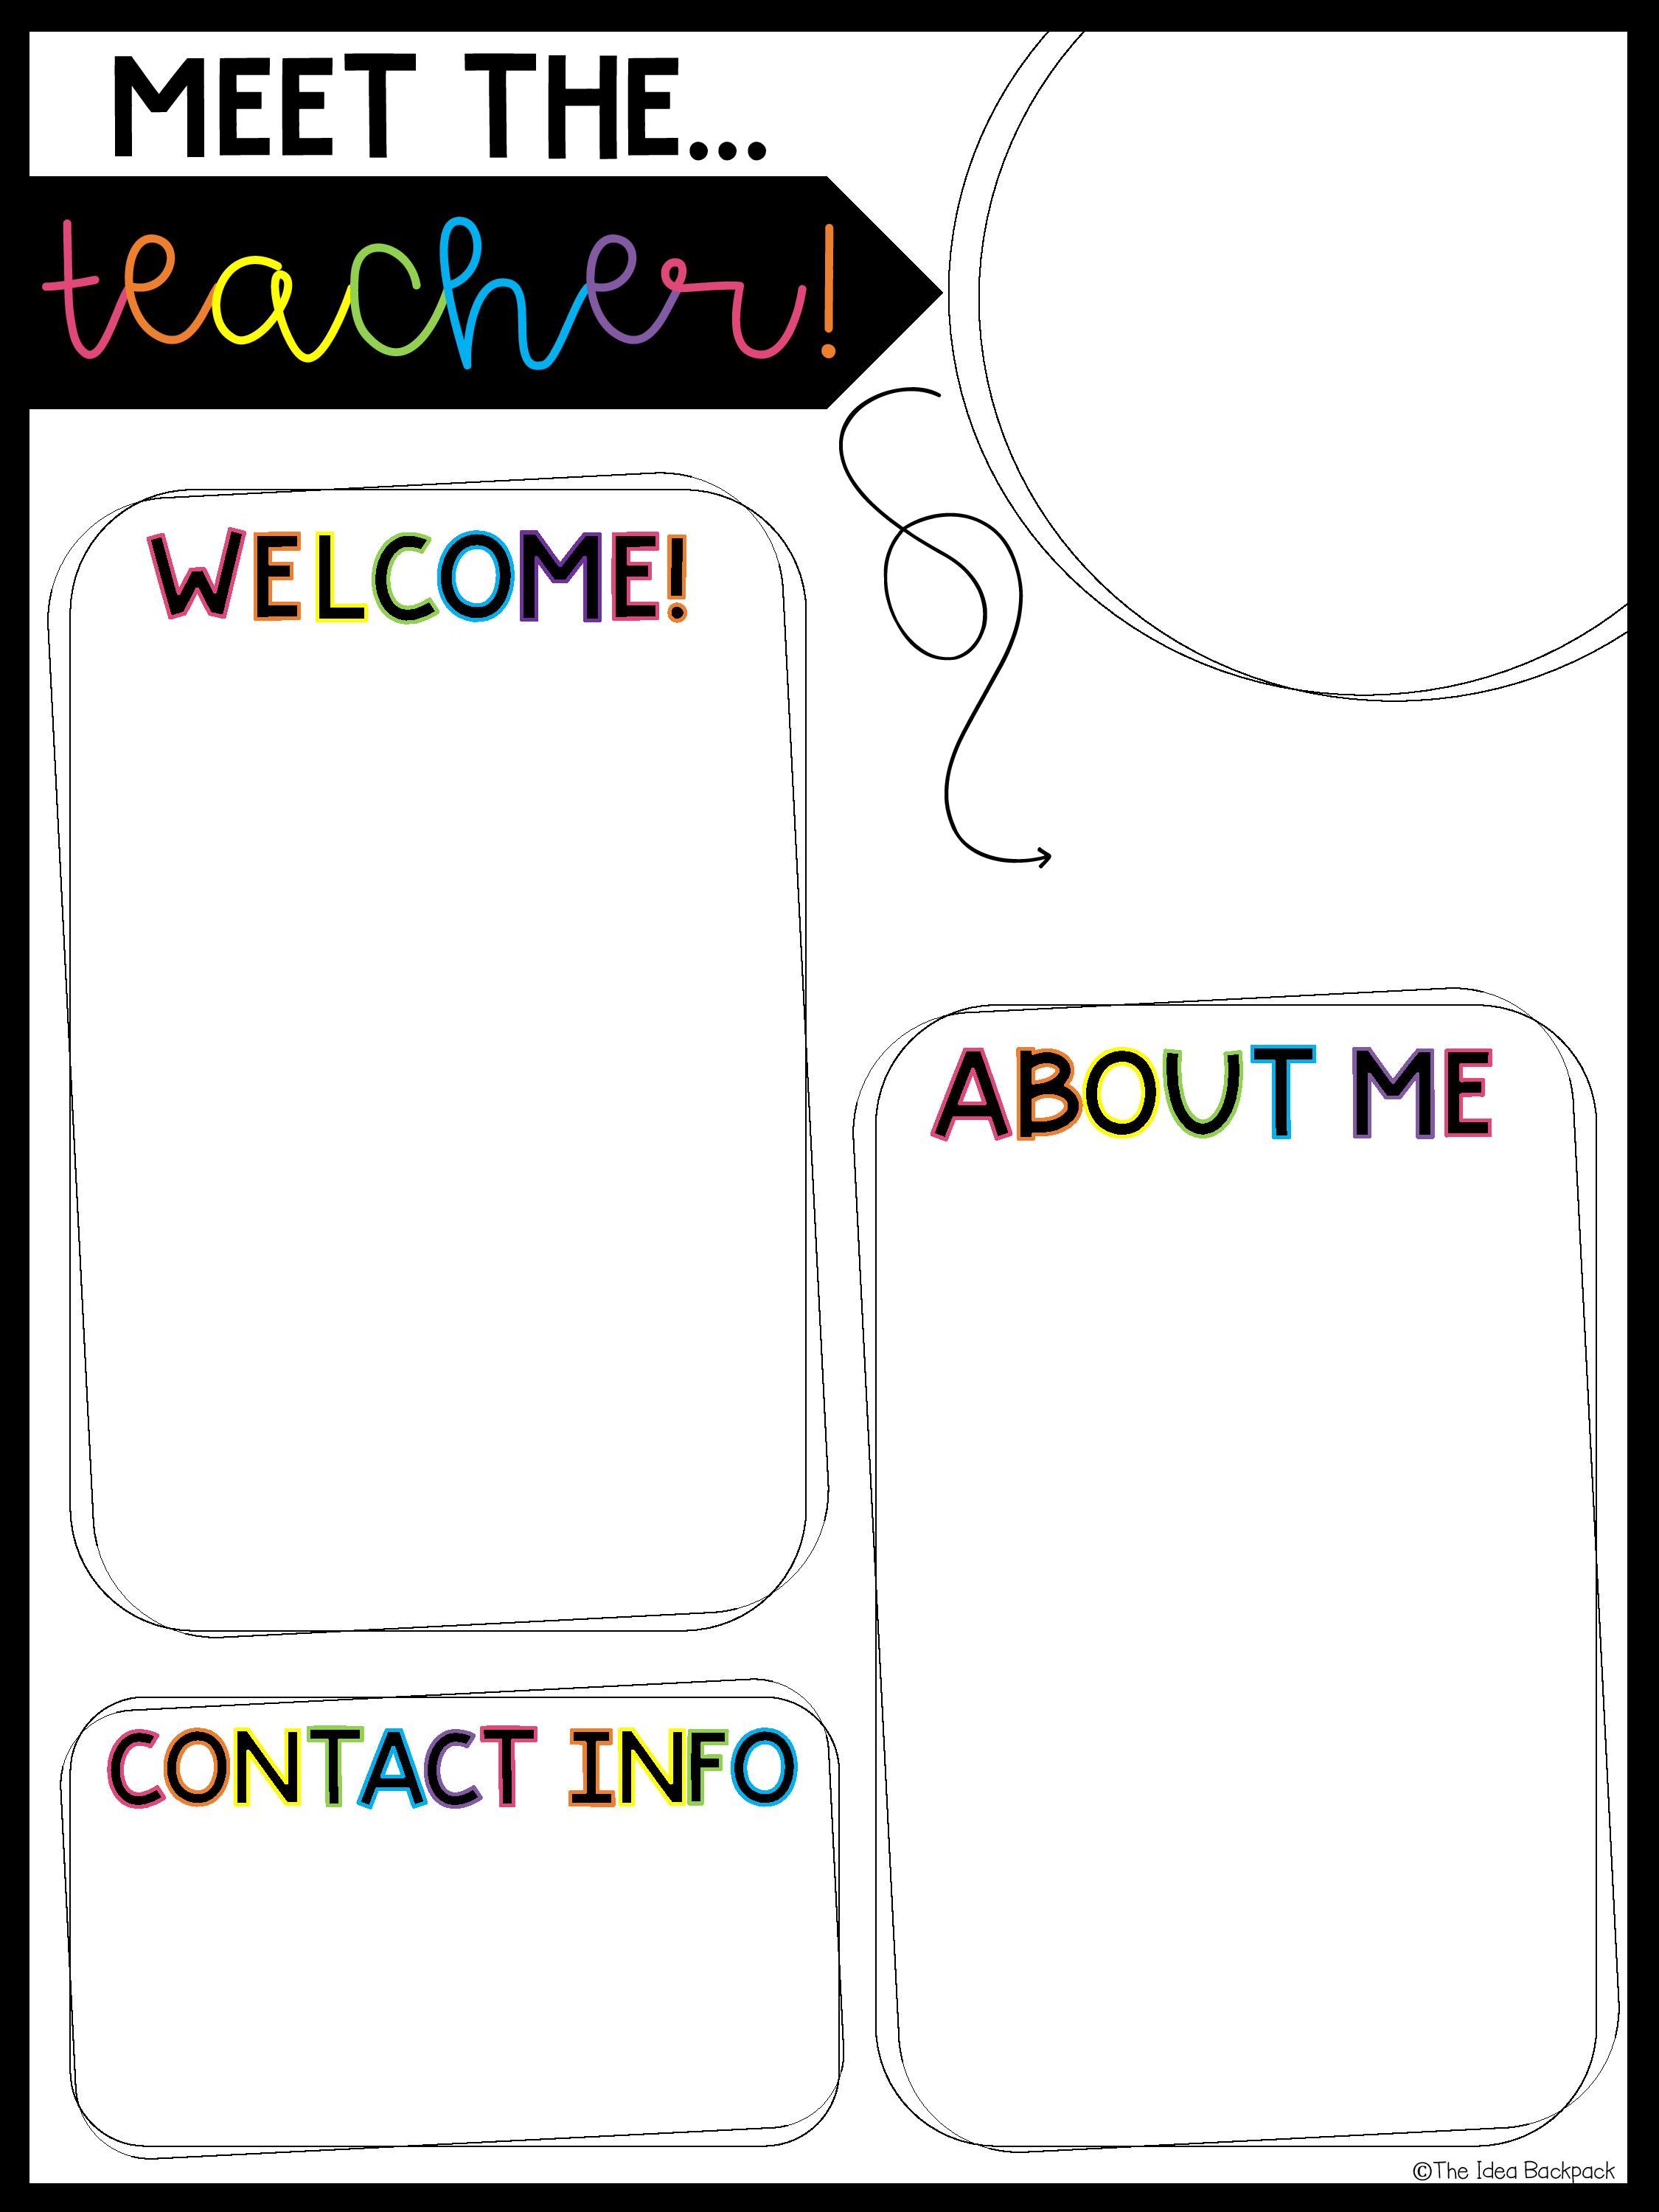 MEET THE...
teacher!
WELCOME!
ABOUT ME
CONTACT INFO
©The Idea Backpack